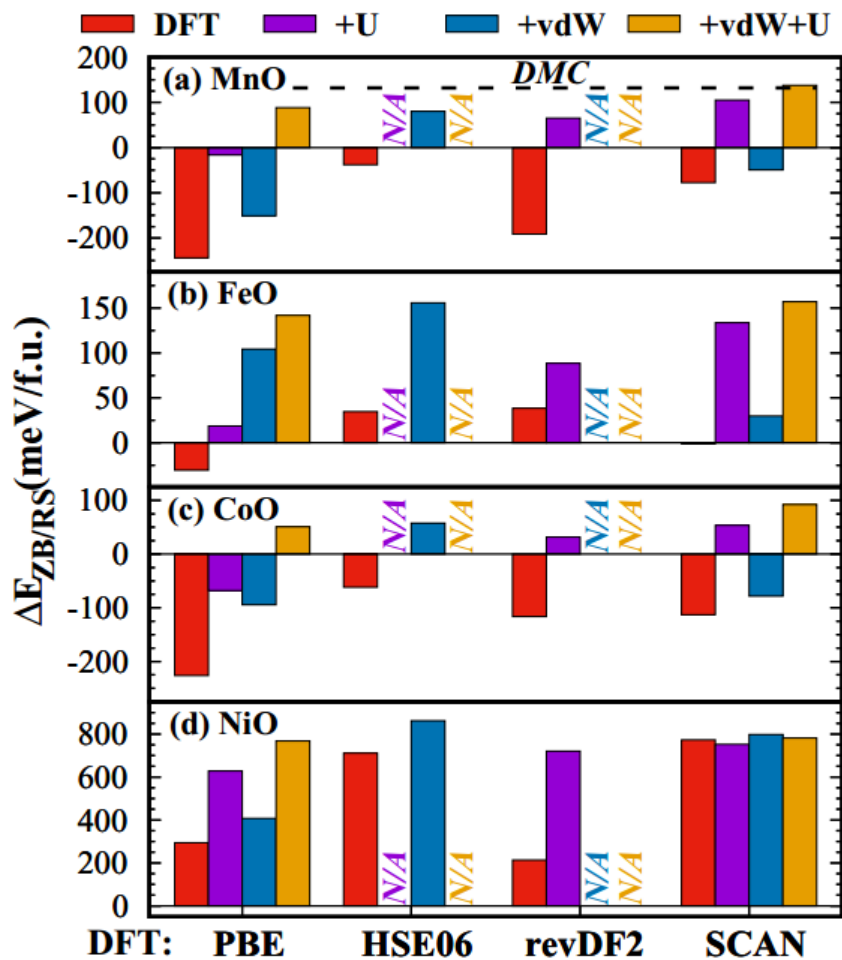 DFT +U +vdW +vdW+U
(a) MnO DMC
200
100
0
-100
-200
N/A N/A N/A N/A
(b) FeO
150
100
50
0
N/A N/A N/A N/A
(c) CoO
100
0
-100
-200
N/A N/A N/A N/A
(d) NiO
800
600
400
200
0
N/A N/A N/A N/A
ΔE_ZB/RS(meV/f.u.)
DFT: PBE HSE06 revDF2 SCAN